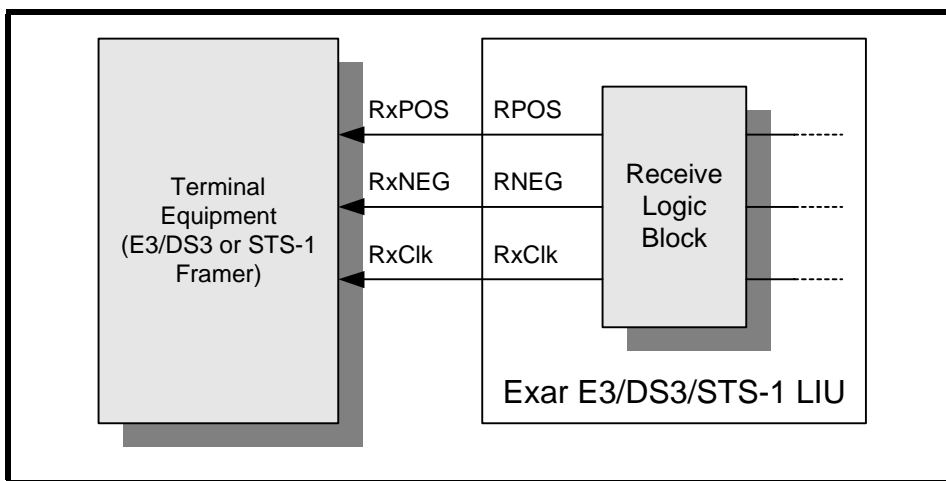 Terminal
Equipment
(E3/DS3 or STS-1
Framer)
RxPOS
RPOS
RxNEG
RNEG
RxClk
RxClk
Receive
Logic
Block
Exar E3/DS3/STS-1 LIU